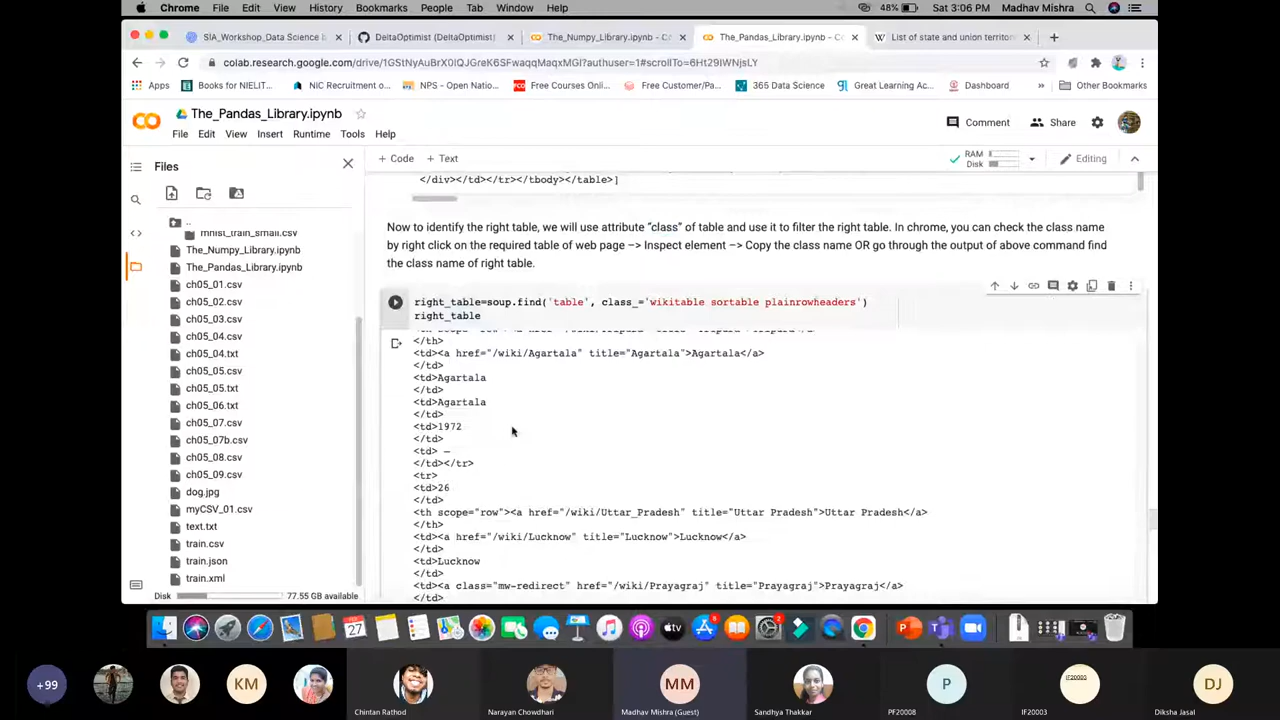 Chrome File Edit View History Bookmarks People Tab Window Help 48% Sat 3:06 PM Madhav Mishra
SIA_Workshop_Data Science b DeltaOptimist (DeltaOptimist) The_Numpy_Library.ipynb - C The_Pandas_Library.ipynb - C List of state and union territor
colab.research.google.com/drive/1GStNyAuBrX0lQJGreK6SFwaqqMaqxMGl?authuser=1#scrollTo=6Ht29IWNjsLY
Apps Books for NIELIT... NIC Recruitment E... NPS - Open Natio... Free Courses Onli... Free Customer/Pa... 365 Data Science Great Learning Ac... Dashboard » Other Bookmarks
The_Pandas_Library.ipynb
Comment Share
File Edit View Insert Runtime Tools Help
Files
+ Code + Text
RAM
Disk
Editing
..
mnist_train_small.csv
The_Numpy_Library.ipynb
The_Pandas_Library.ipynb
ch05_01.csv
ch05_02.csv
ch05_03.csv
ch05_04.csv
ch05_04.txt
ch05_05.csv
ch05_05.txt
ch05_06.txt
ch05_07.csv
ch05_07b.csv
ch05_08.csv
ch05_09.csv
dog.jpg
myCSV_01.csv
text.txt
train.csv
train.json
train.xml
Disk 77.55 GB available
</div></td></tr></tbody></table>]
Now to identify the right table, we will use attribute “class” of table and use it to filter the right table. In chrome, you can check the class name
by right click on the required table of web page –> Inspect element –> Copy the class name OR go through the output of above command find
the class name of right table.
right_table=soup.find('table', class_='wikitable sortable plainrowheaders')
right_table
</th>
<td><a href="/wiki/Agartala" title="Agartala">Agartala</a>
</td>
<td>Agartala
</td>
<td>Agartala
</td>
<td>1972
</td>
<td> —
</td></tr>
<tr>
<td>26
</td>
<th scope="row"><a href="/wiki/Uttar_Pradesh" title="Uttar Pradesh">Uttar Pradesh</a>
</th>
<td><a href="/wiki/Lucknow" title="Lucknow">Lucknow</a>
</td>
<td>Lucknow
</td>
<td><a class="mw-redirect" href="/wiki/Prayagraj" title="Prayagraj">Prayagraj</a>
</td>
FEB
27
tv
+99 KM MM P DJ
Chintan Rathod Narayan Chowdhari Madhav Mishra (Guest) Sandhya Thakkar PF20008 IF20003 Diksha Jasal